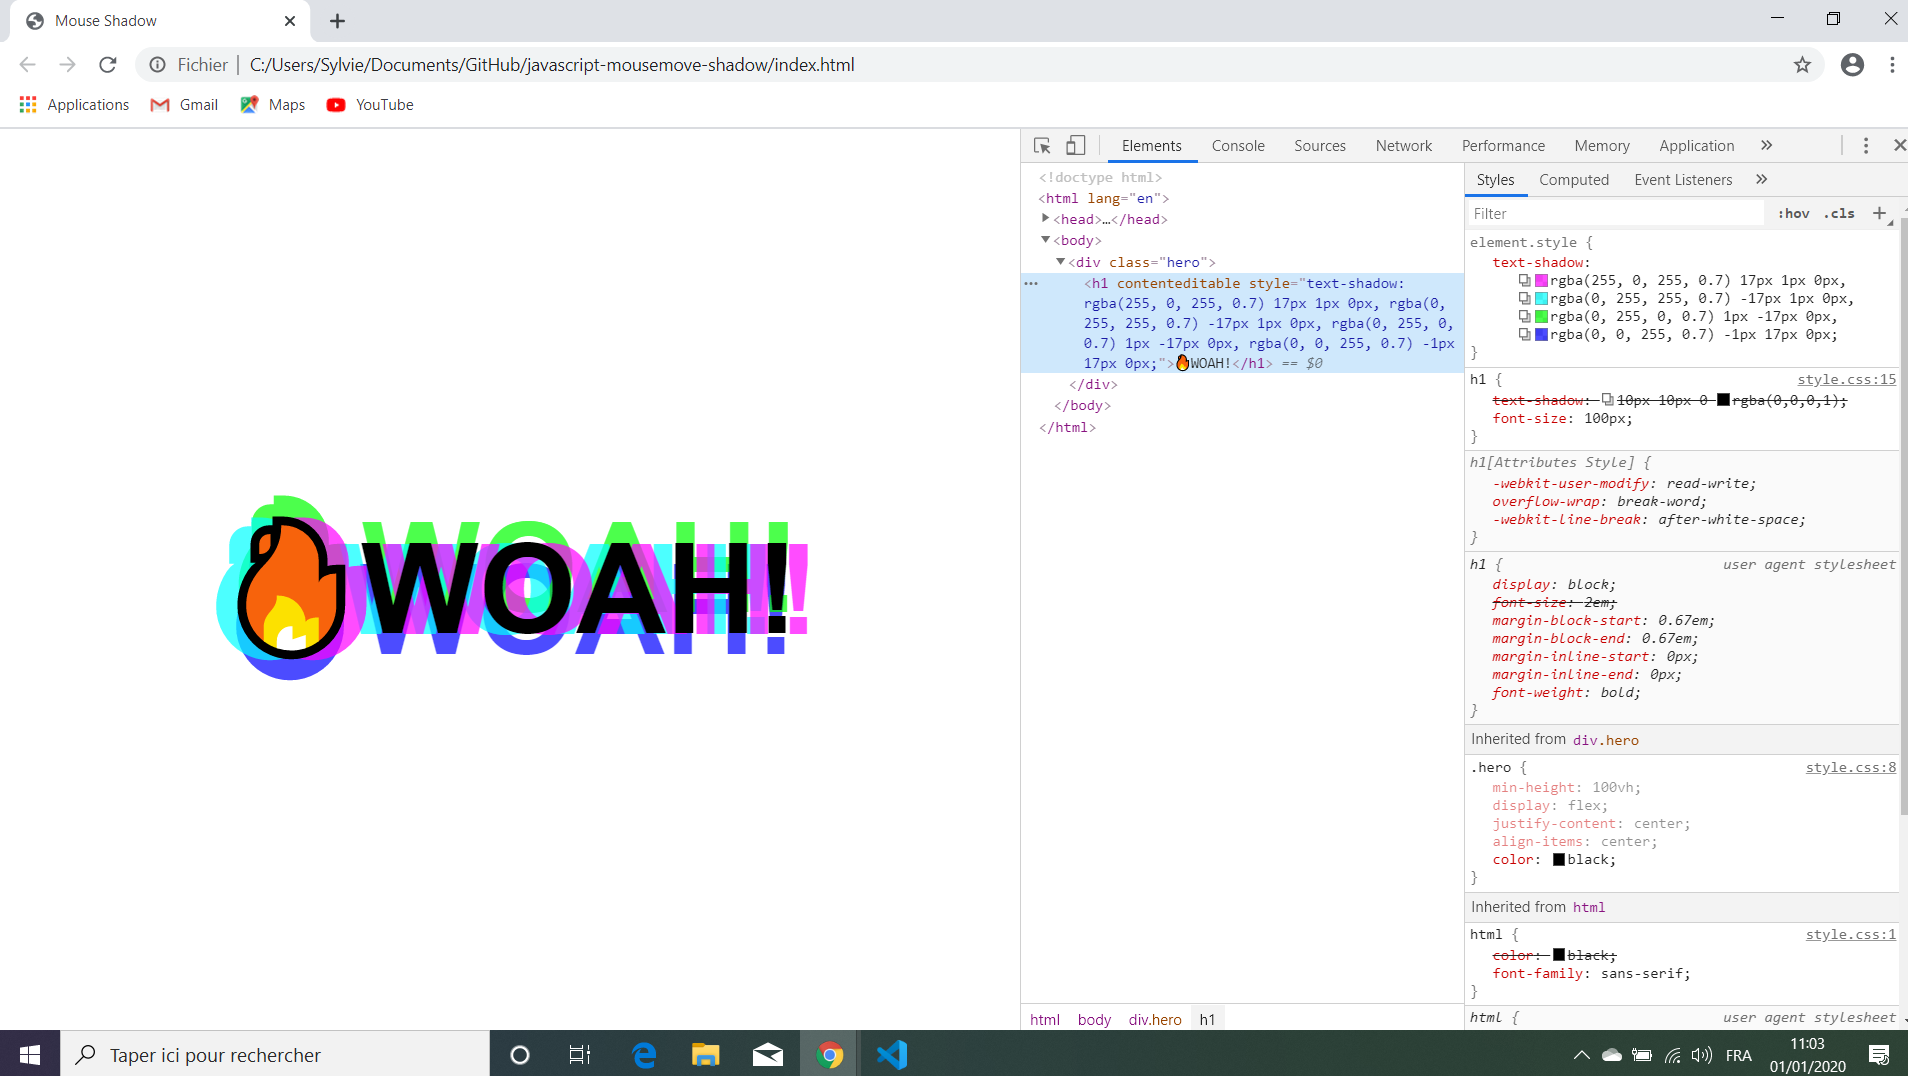 Mouse Shadow
Fichier | C:/Users/Sylvie/Documents/GitHub/javascript-mousemove-shadow/index.html
Applications Gmail Maps YouTube
🔥WOAH!
Elements Console Sources Network Performance Memory Application »
<!doctype html>
<html lang="en">
<head>…</head>
<body>
<div class="hero">
<h1 contenteditable style="text-shadow:
rgba(255, 0, 255, 0.7) 17px 1px 0px, rgba(0,
255, 255, 0.7) -17px 1px 0px, rgba(0, 255, 0,
0.7) 1px -17px 0px, rgba(0, 0, 255, 0.7) -1px
17px 0px;">🔥WOAH!</h1> == $0
</div>
</body>
</html>
html body div.hero h1
Styles Computed Event Listeners »
Filter :hov .cls +
element.style {
text-shadow:
rgba(255, 0, 255, 0.7) 17px 1px 0px,
rgba(0, 255, 255, 0.7) -17px 1px 0px,
rgba(0, 255, 0, 0.7) 1px -17px 0px,
rgba(0, 0, 255, 0.7) -1px 17px 0px;
}
h1 { style.css:15
text-shadow: 10px 10px 0 rgba(0,0,0,1);
font-size: 100px;
}
h1[Attributes Style] {
-webkit-user-modify: read-write;
overflow-wrap: break-word;
-webkit-line-break: after-white-space;
}
h1 { user agent stylesheet
display: block;
font-size: 2em;
margin-block-start: 0.67em;
margin-block-end: 0.67em;
margin-inline-start: 0px;
margin-inline-end: 0px;
font-weight: bold;
}
Inherited from div.hero
.hero { style.css:8
min-height: 100vh;
display: flex;
justify-content: center;
align-items: center;
color: black;
}
Inherited from html
html { style.css:1
color: black;
font-family: sans-serif;
}
html { user agent stylesheet
Taper ici pour rechercher
FRA
11:03
01/01/2020